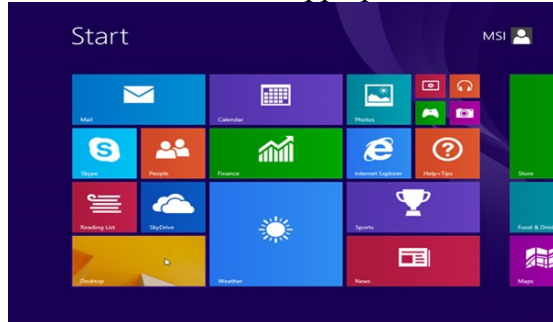 Start
MSI
Mail
Calendar
Photos
Skype
People
Finance
Internet Explorer
Help+Tips
Store
Reading List
SkyDrive
Sports
Food & Drin
Desktop
Weather
News
Maps